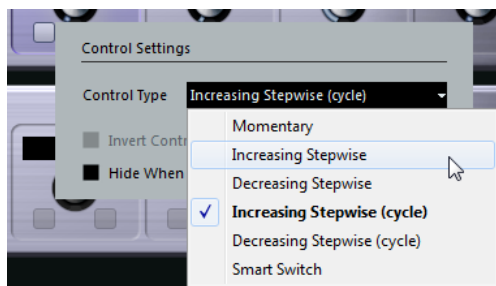 Control Settings
Control Type Increasing Stepwise (cycle)
Momentary
Invert Contr
Increasing Stepwise
Hide When
Decreasing Stepwise
Increasing Stepwise (cycle)
Decreasing Stepwise (cycle)
Smart Switch